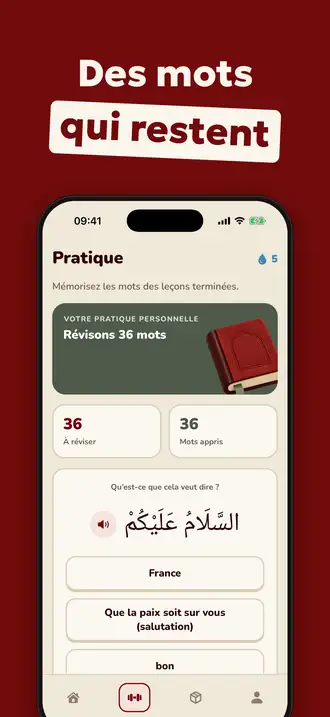 Des mots
qui restent
09:41
Pratique
5
Mémorisez les mots des leçons terminées.
VOTRE PRATIQUE PERSONNELLE
Révisons 36 mots
36
À réviser
36
Mots appris
Qu'est-ce que cela veut dire ?
السَّلَامُ عَلَيْكُمْ
France
Que la paix soit sur vous
(salutation)
bon